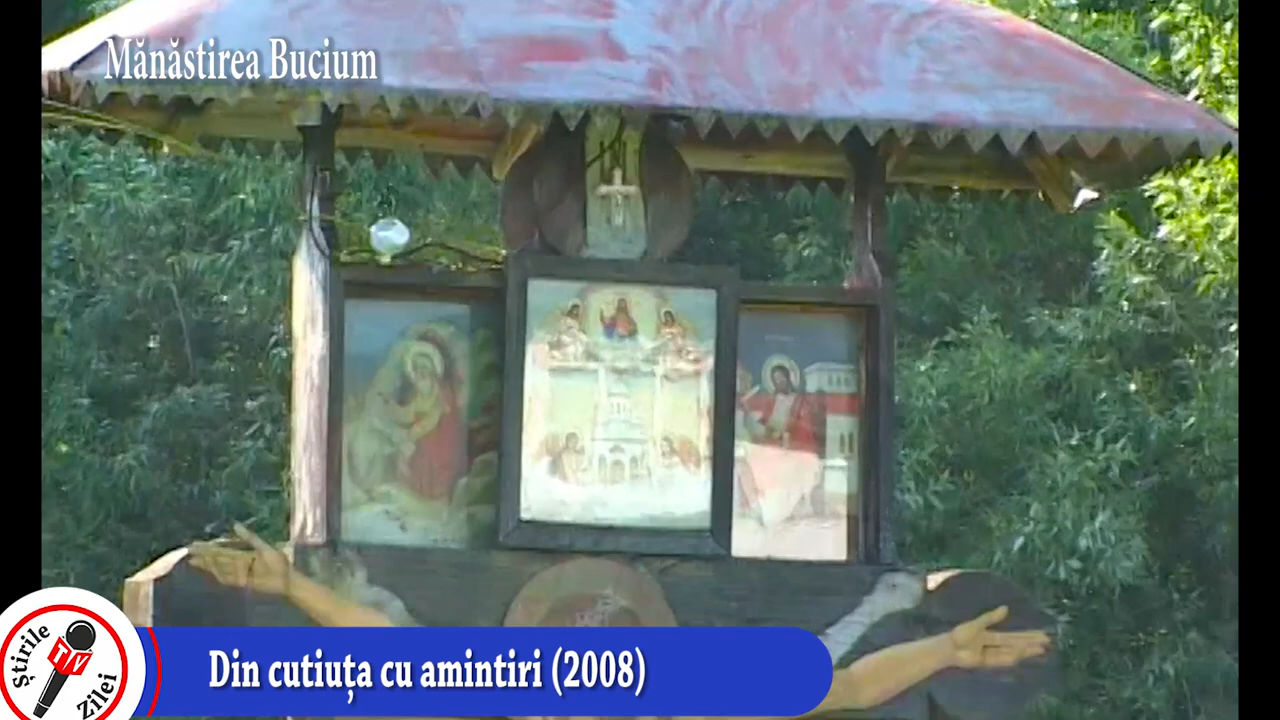 Mănăstirea Bucium
Din cutiuța cu amintiri (2008)
Știrile
TV
Zilei